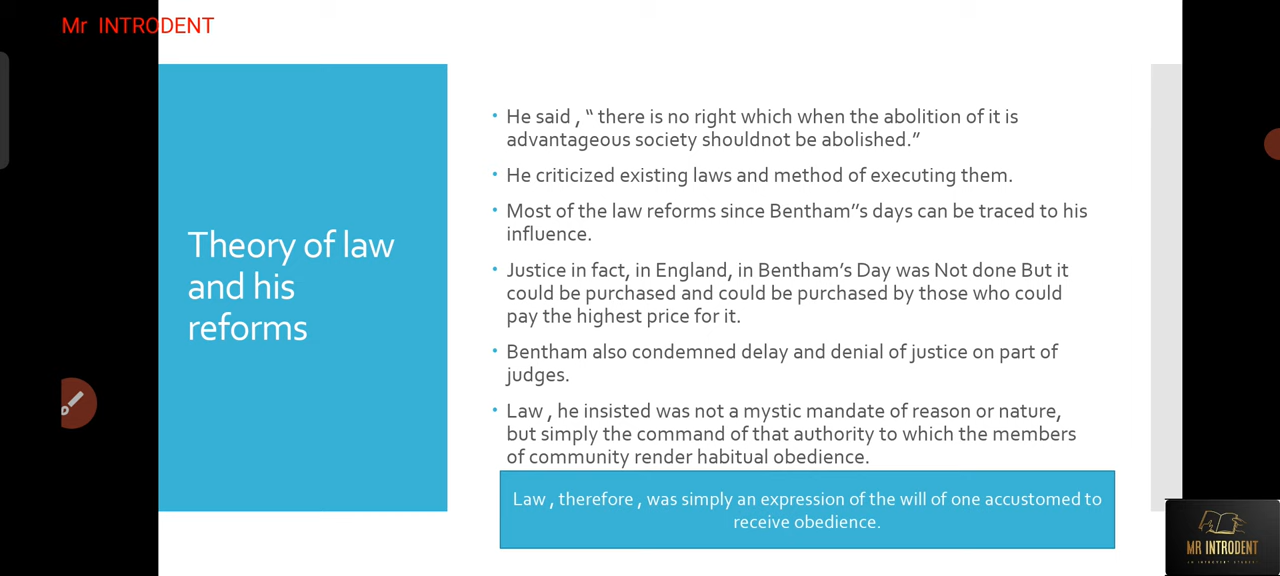 Mr INTRODENT
Theory of law
and his
reforms
• He said , “ there is no right which when the abolition of it is
advantageous society shouldnot be abolished.”
• He criticized existing laws and method of executing them.
• Most of the law reforms since Bentham”s days can be traced to his
influence.
• Justice in fact, in England, in Bentham’s Day was Not done But it
could be purchased and could be purchased by those who could
pay the highest price for it.
• Bentham also condemned delay and denial of justice on part of
judges.
• Law , he insisted was not a mystic mandate of reason or nature,
but simply the command of that authority to which the members
of community render habitual obedience.
Law , therefore , was simply an expression of the will of one accustomed to
receive obedience.
MR INTRODENT